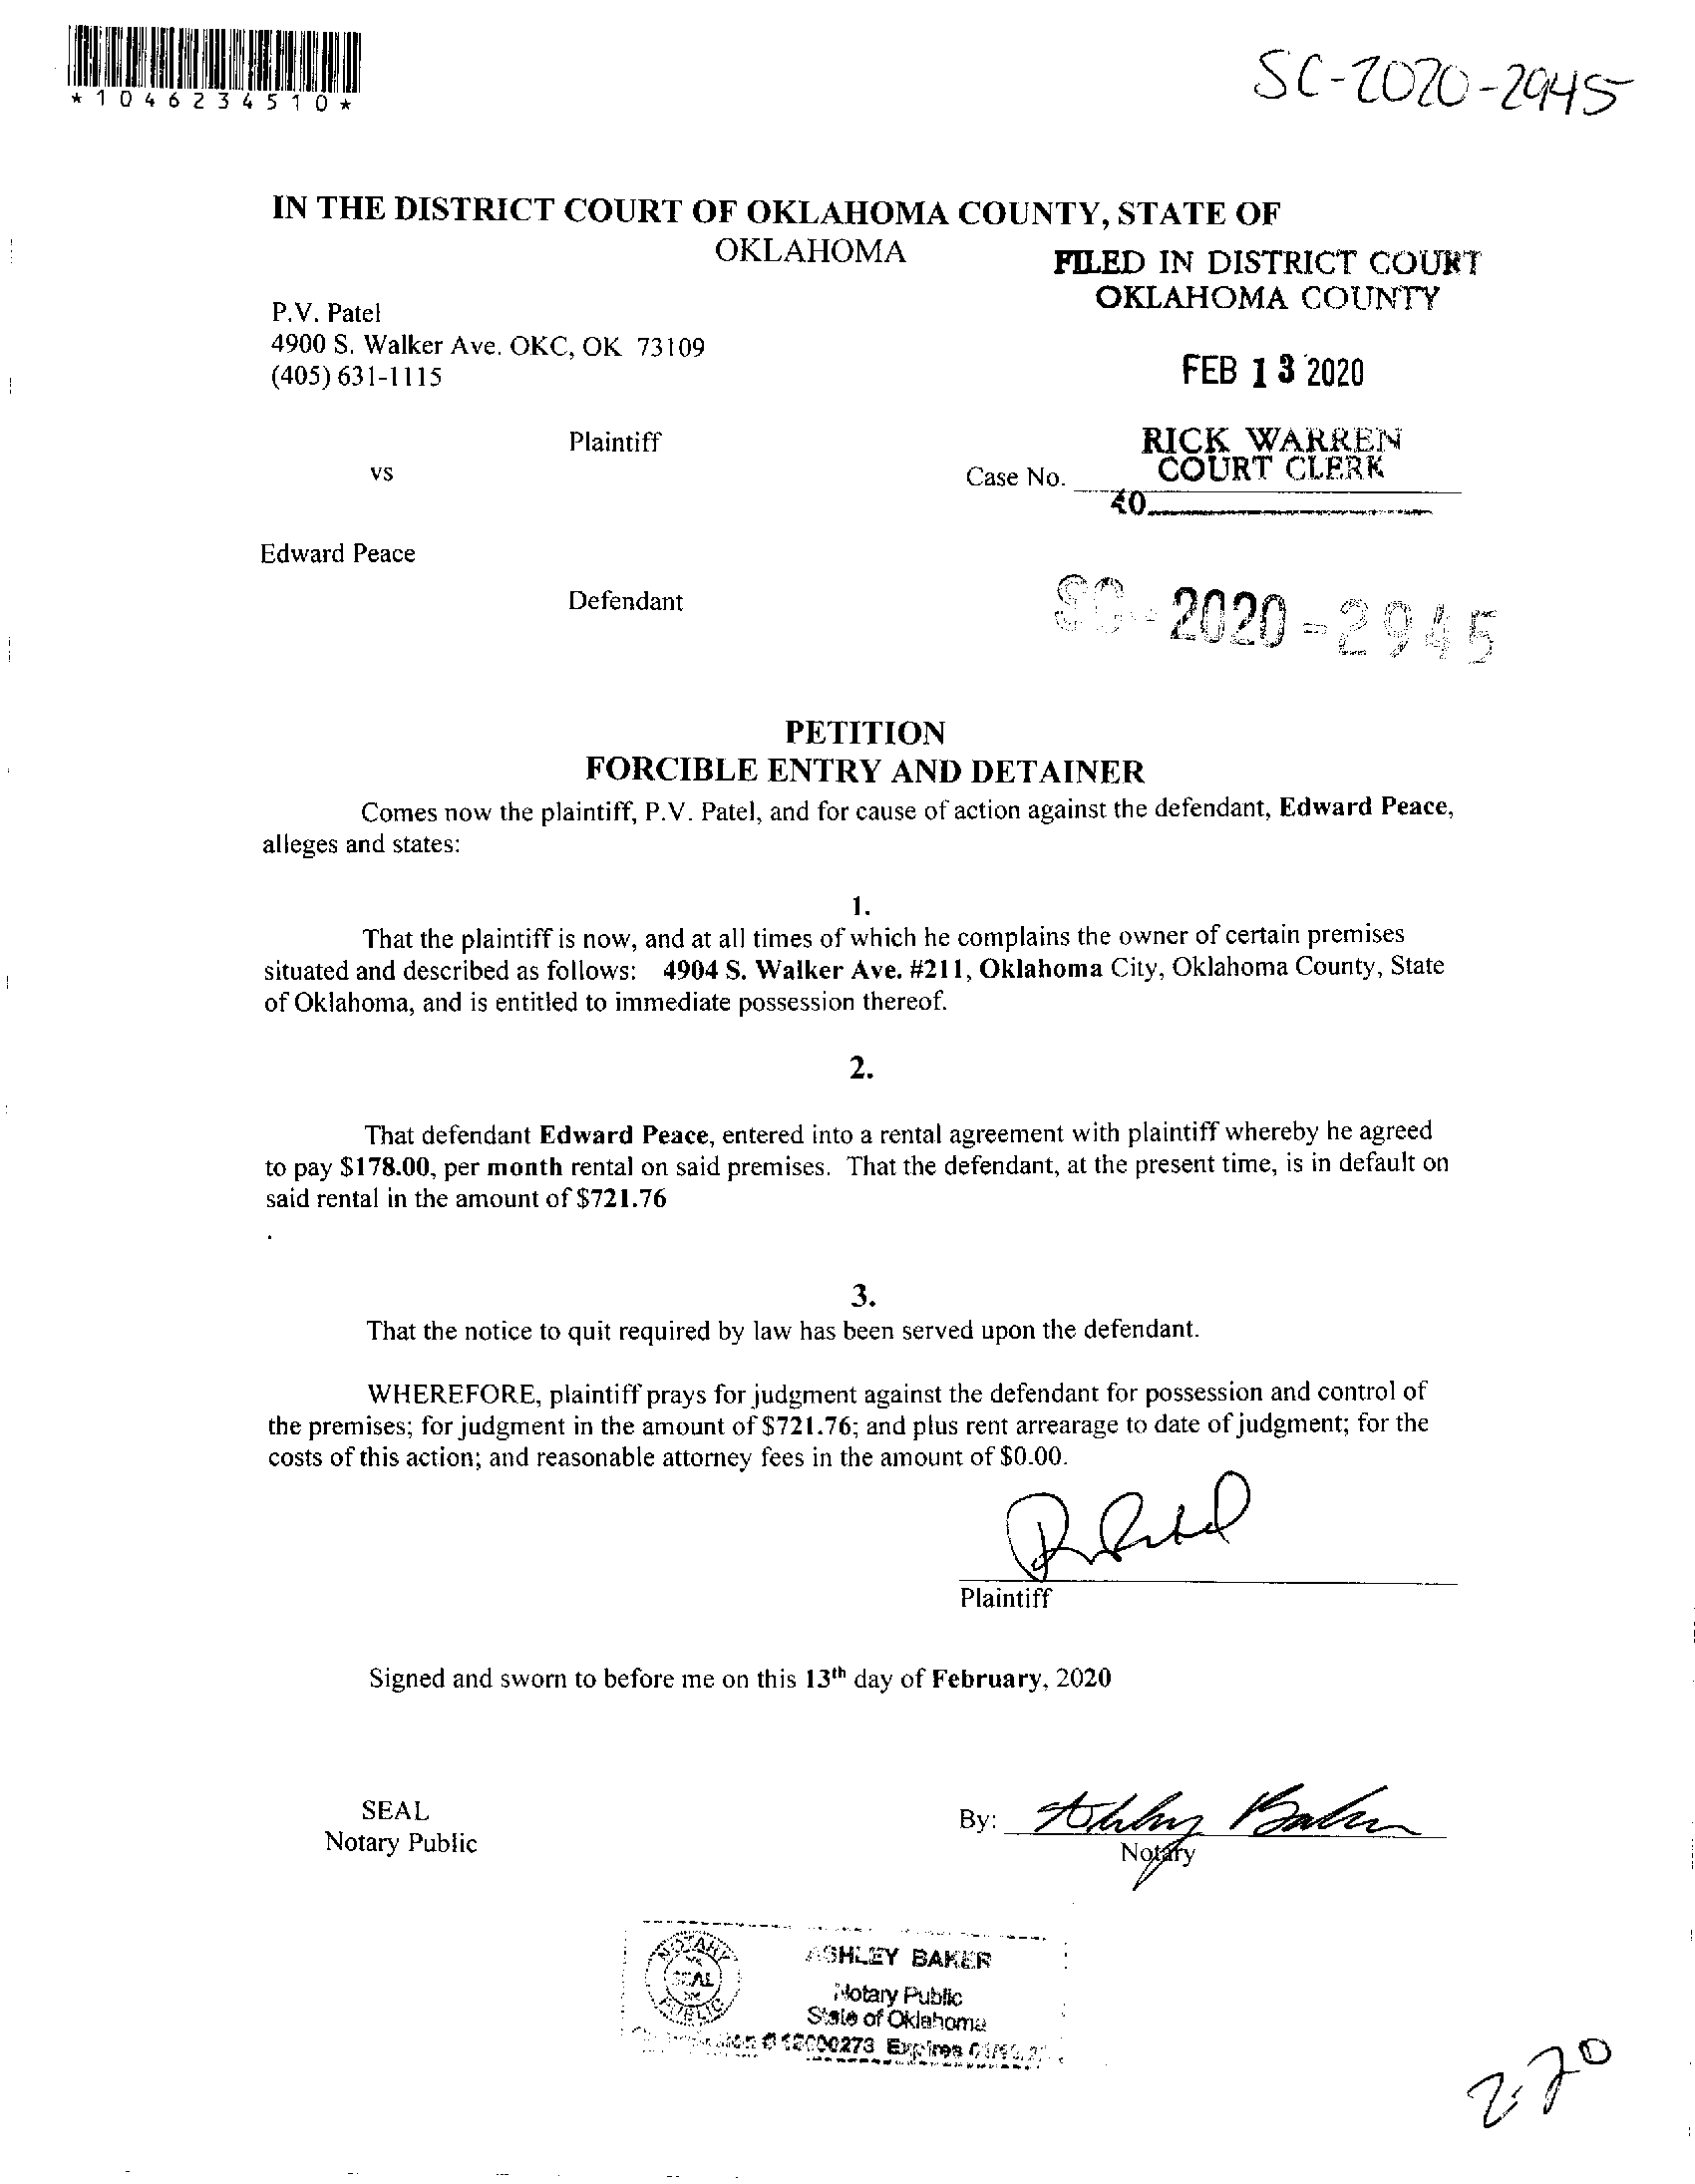 *1046234510*
SC-2020-2945
IN THE DISTRICT COURT OF OKLAHOMA COUNTY, STATE OF
OKLAHOMA
FILED IN DISTRICT COURT
OKLAHOMA COUNTY
P.V. Patel
4900 S. Walker Ave. OKC, OK 73109
(405) 631-1115
FEB 13 2020
Plaintiff
RICK WARREN
COURT CLERK
vs
Case No.
40
Edward Peace
Defendant
SC-2020-2945
PETITION
FORCIBLE ENTRY AND DETAINER
Comes now the plaintiff, P.V. Patel, and for cause of action against the defendant, Edward Peace,
alleges and states:
1.
That the plaintiff is now, and at all times of which he complains the owner of certain premises
situated and described as follows: 4904 S. Walker Ave. #211, Oklahoma City, Oklahoma County, State
of Oklahoma, and is entitled to immediate possession thereof.
2.
That defendant Edward Peace, entered into a rental agreement with plaintiff whereby he agreed
to pay $178.00, per month rental on said premises. That the defendant, at the present time, is in default on
said rental in the amount of $721.76
.
3.
That the notice to quit required by law has been served upon the defendant.
WHEREFORE, plaintiff prays for judgment against the defendant for possession and control of
the premises; for judgment in the amount of $721.76; and plus rent arrearage to date of judgment; for the
costs of this action; and reasonable attorney fees in the amount of $0.00.
Plaintiff
Signed and sworn to before me on this 13th day of February, 2020
SEAL
Notary Public
By: Ashley Baker
Notary
NOTARY
SEAL
PUBLIC
ASHLEY BAKER
Notary Public
State of Oklahoma
Expires